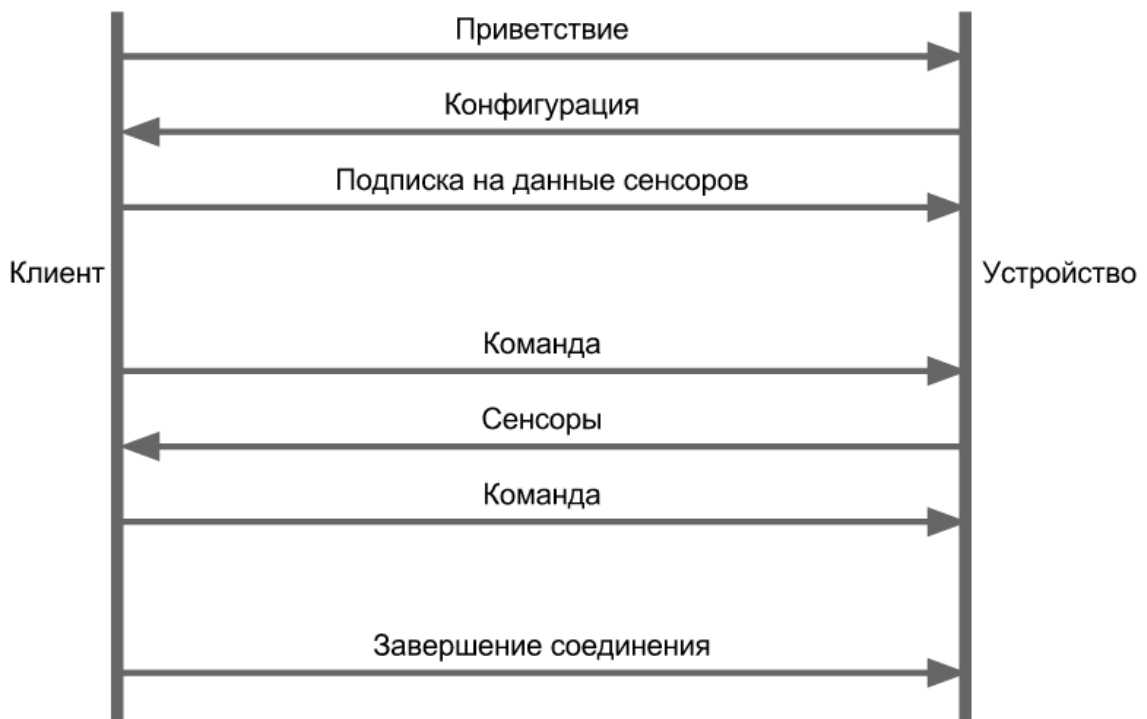 Приветствие
Конфигурация
Подписка на данные сенсоров
Клиент
Устройство
Команда
Сенсоры
Команда
Завершение соединения